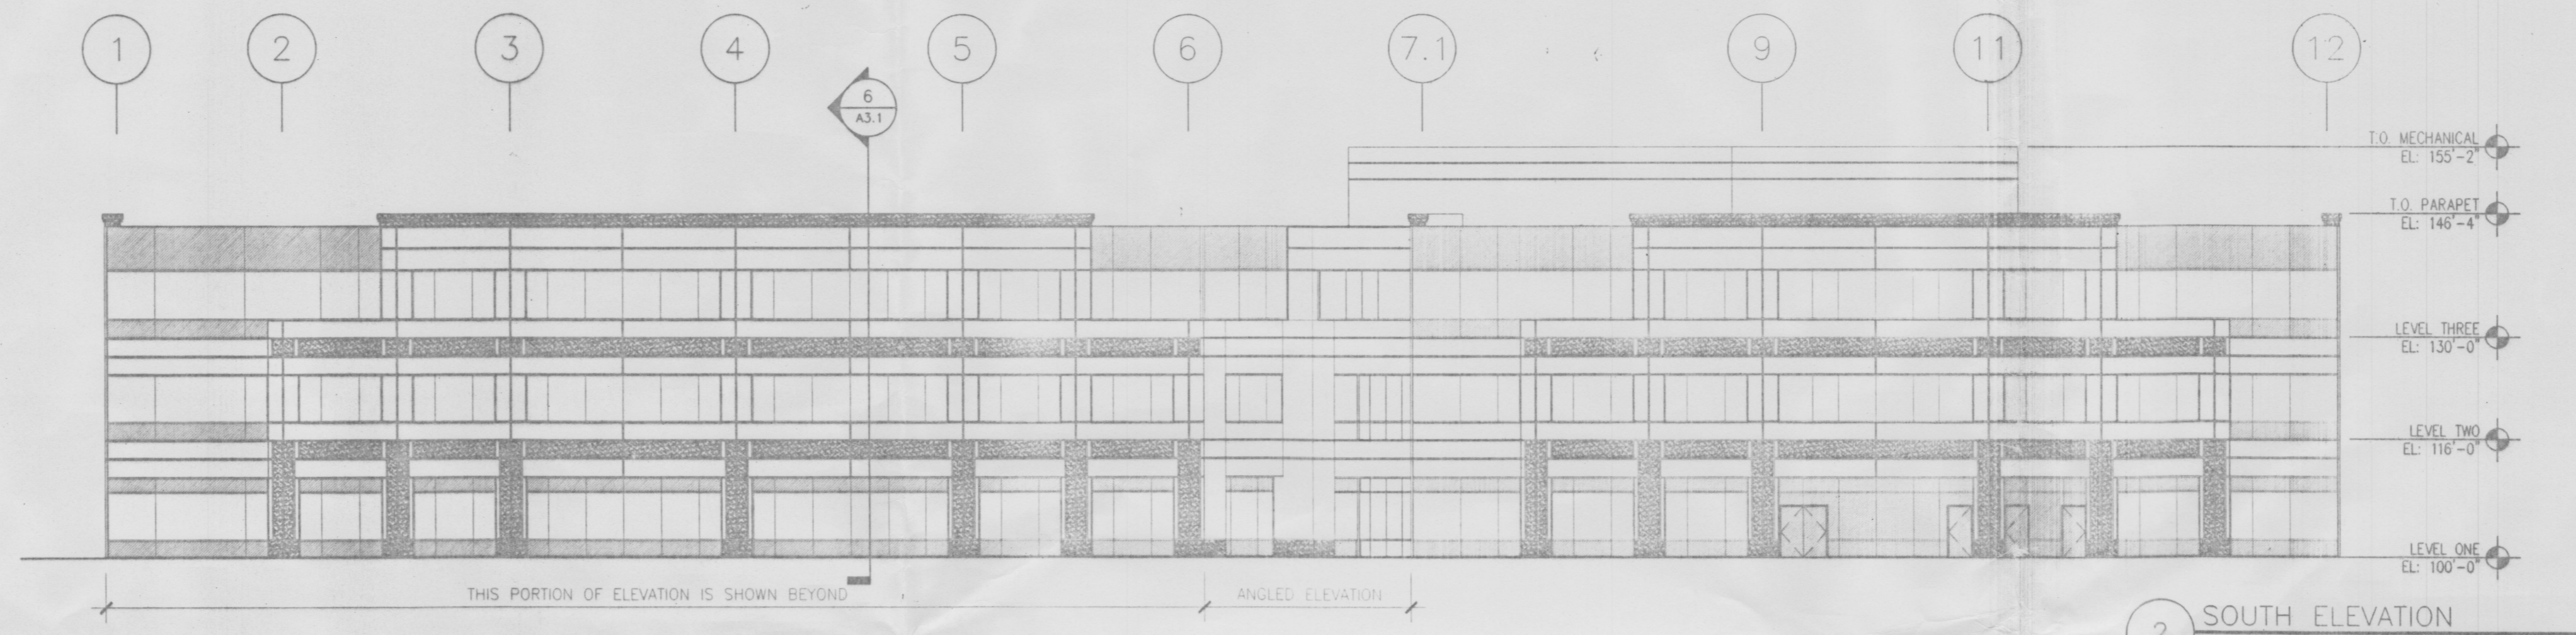 1
2
3
4
5
6
7.1
9
11
12
6
A3.1
T.O. MECHANICAL
EL: 155'-2"
T.O. PARAPET
EL: 146'-4"
LEVEL THREE
EL: 130'-0"
LEVEL TWO
EL: 116'-0"
LEVEL ONE
EL: 100'-0"
THIS PORTION OF ELEVATION IS SHOWN BEYOND
ANGLED ELEVATION
2
SOUTH ELEVATION